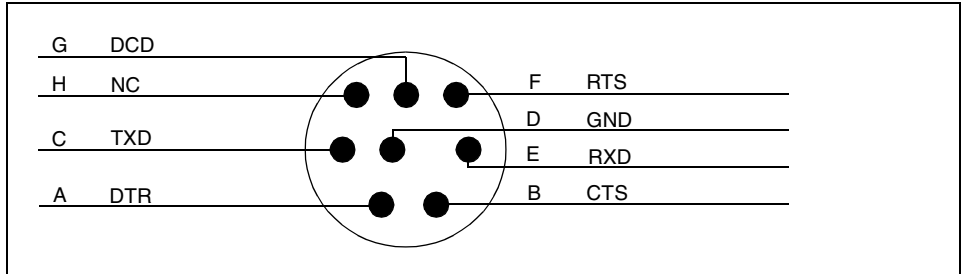 G DCD
H NC
C TXD
A DTR
F RTS
D GND
E RXD
B CTS